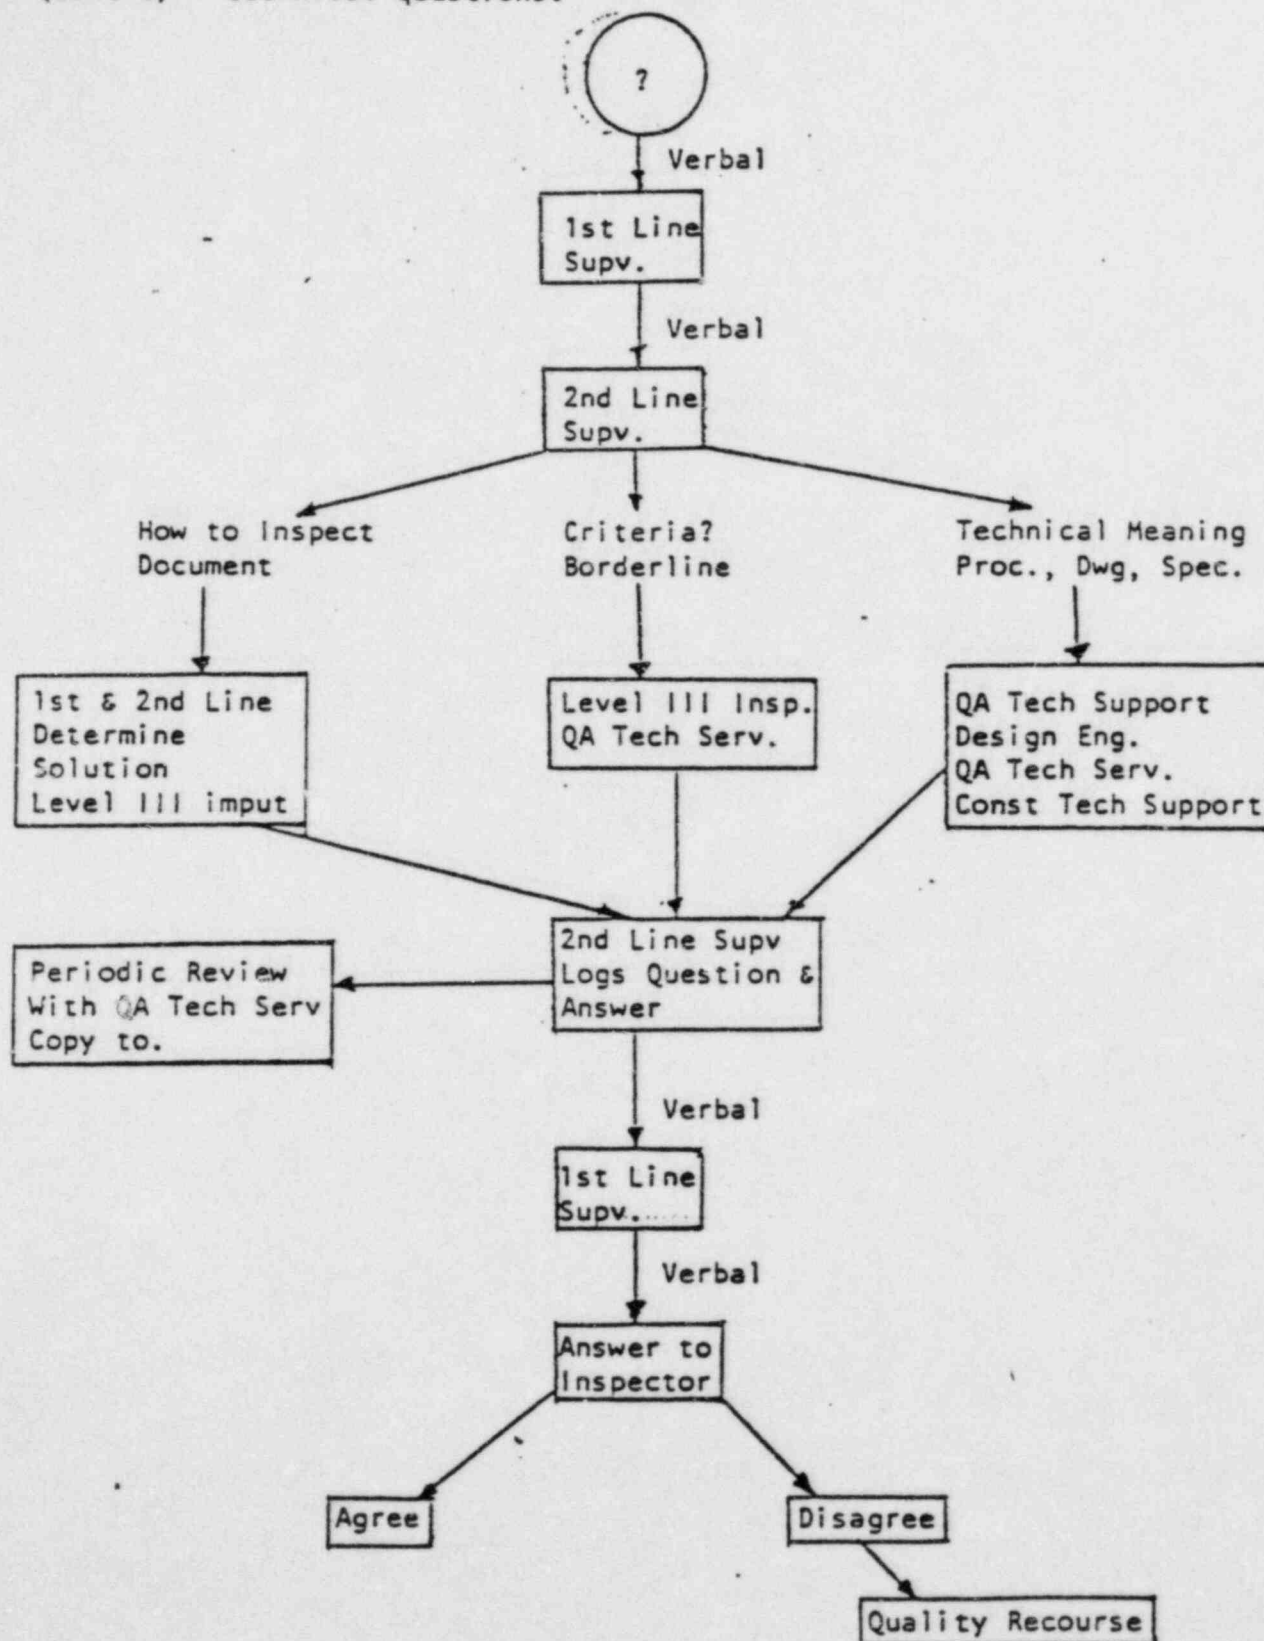 ?
Verbal
1st Line
Supv.
Verbal
2nd Line
Supv.
How to Inspect
Document
Criteria?
Borderline
Technical Meaning
Proc., Dwg, Spec.
1st & 2nd Line
Determine
Solution
Level III imput
Level III Insp.
QA Tech Serv.
QA Tech Support
Design Eng.
QA Tech Serv.
Const Tech Support
2nd Line Supv
Logs Question &
Answer
Periodic Review
With QA Tech Serv
Copy to.
Verbal
1st Line
Supv.
Verbal
Answer to
Inspector
Agree
Disagree
Quality Recourse